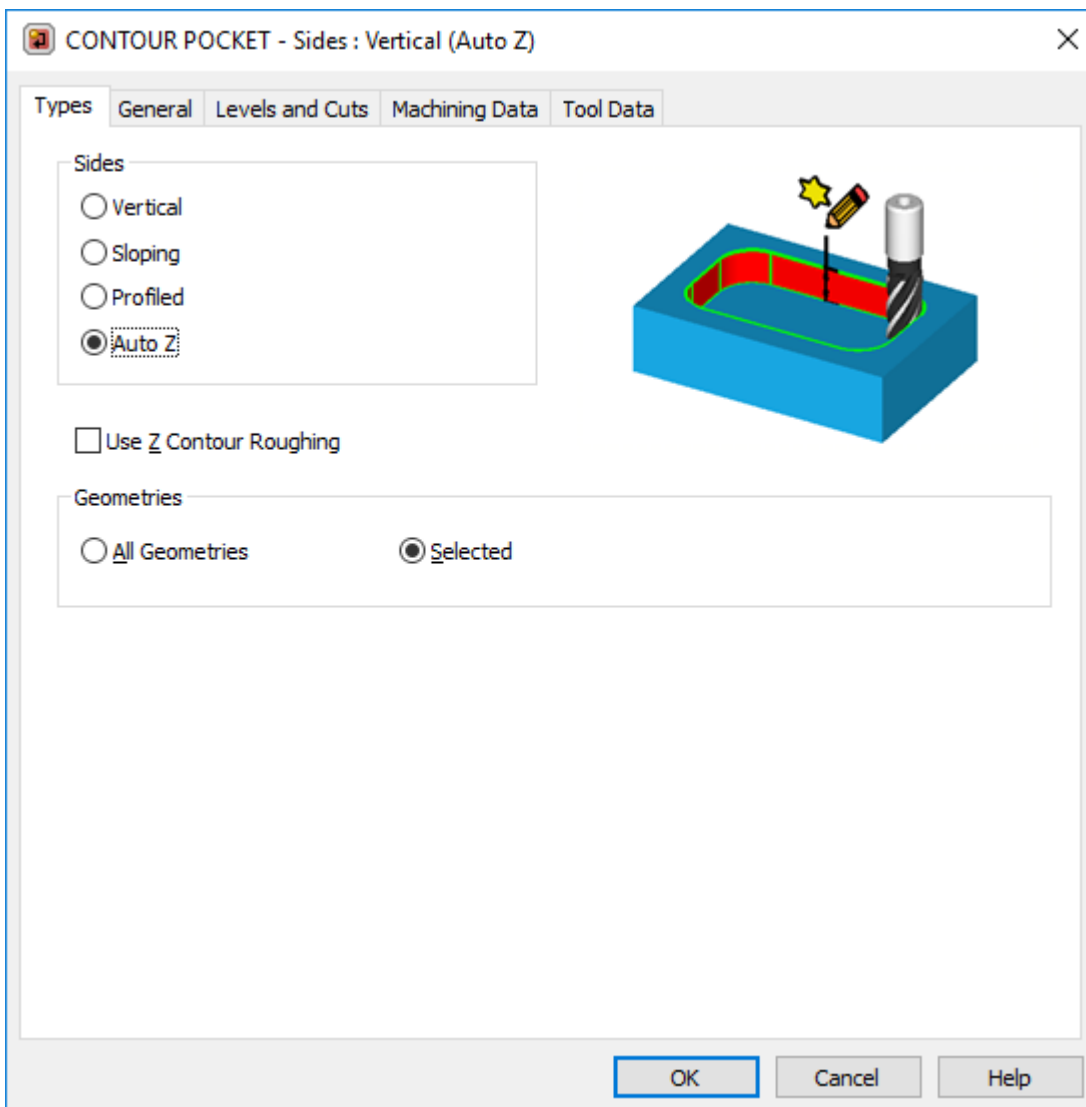 CONTOUR POCKET - Sides : Vertical (Auto Z)
Types General Levels and Cuts Machining Data Tool Data
Sides
Vertical
Sloping
Profiled
Auto Z
Use Z Contour Roughing
Geometries
All Geometries Selected
OK Cancel Help